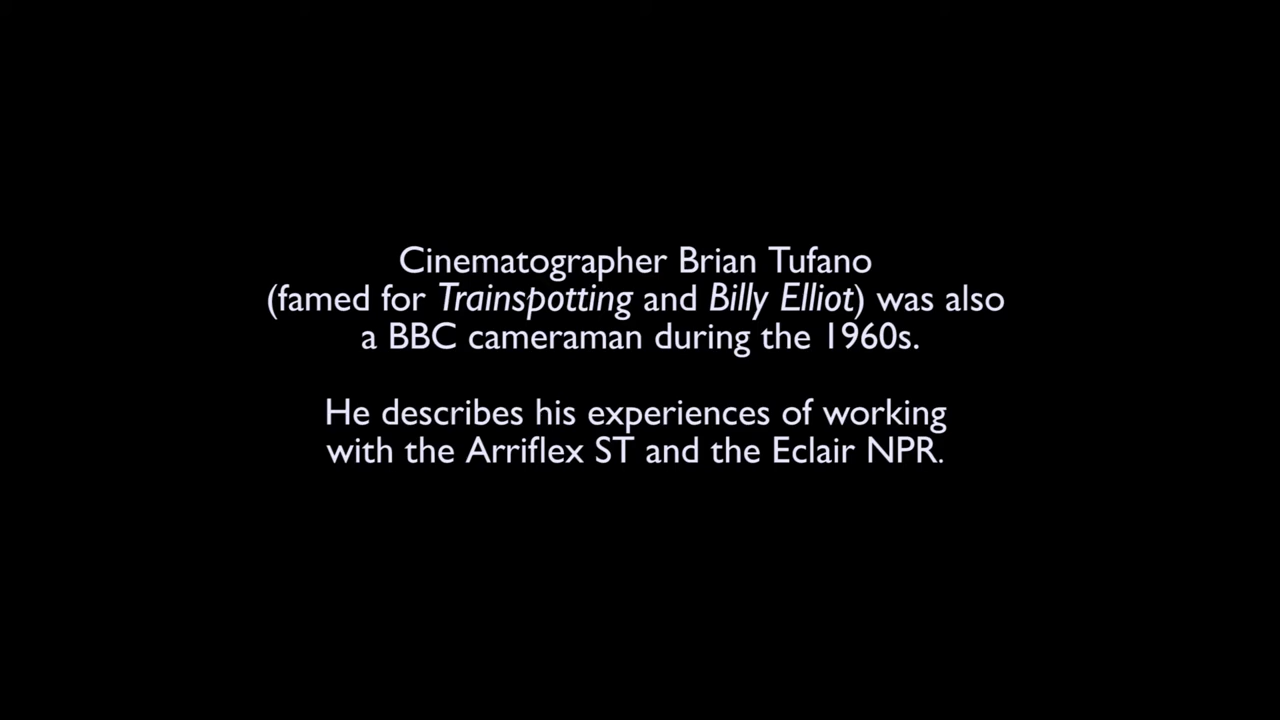 Cinematographer Brian Tufano
(famed for Trainspotting and Billy Elliot) was also
a BBC cameraman during the 1960s.
He describes his experiences of working
with the Arriflex ST and the Eclair NPR.